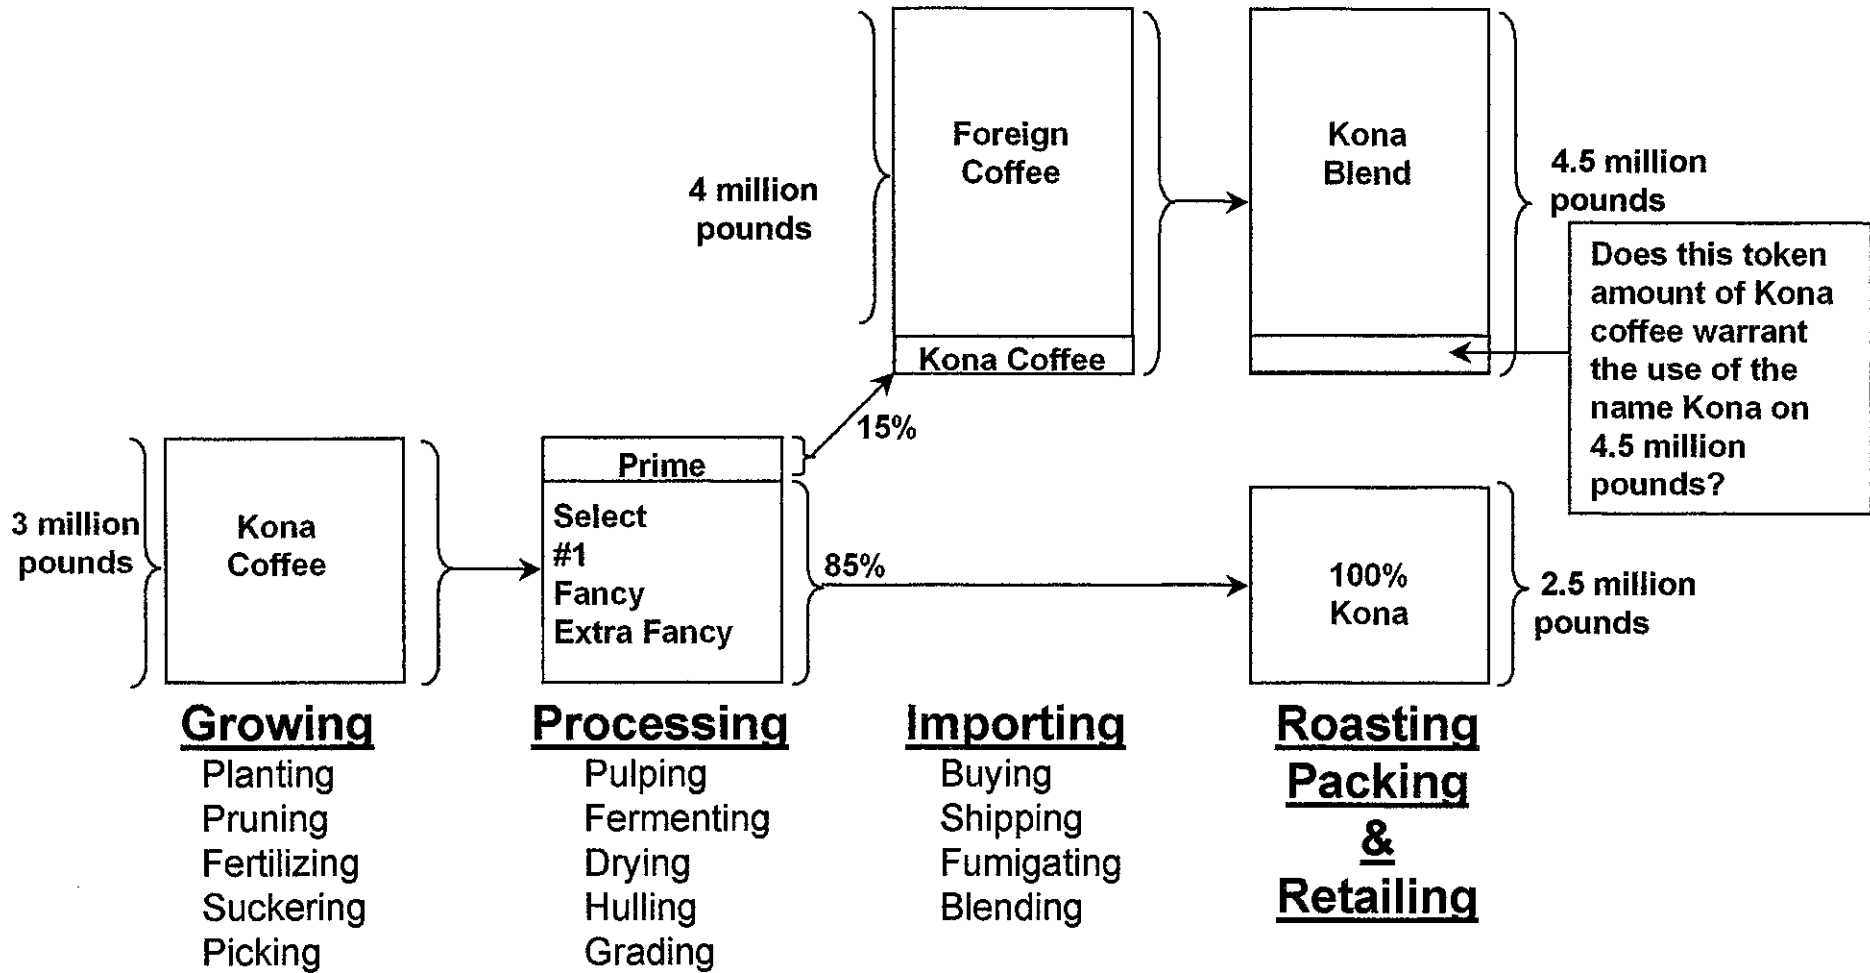 4 million
pounds
Foreign
Coffee
Kona Coffee
Kona
Blend
4.5 million
pounds
Does this token
amount of Kona
coffee warrant
the use of the
name Kona on
4.5 million
pounds?
3 million
pounds
Kona
Coffee
Prime
Select
#1
Fancy
Extra Fancy
15%
85%
100%
Kona
2.5 million
pounds
Growing
Planting
Pruning
Fertilizing
Suckering
Picking
Processing
Pulping
Fermenting
Drying
Hulling
Grading
Importing
Buying
Shipping
Fumigating
Blending
Roasting
Packing
&
Retailing